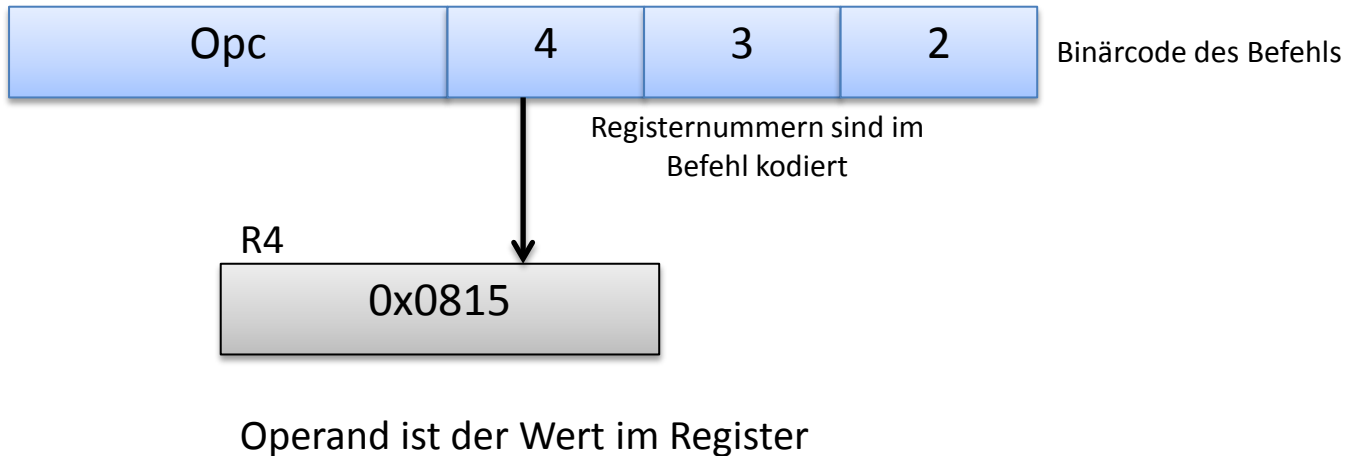 Opc 4 3 2 Binärcode des Befehls
Registernummern sind im
Befehl kodiert
R4
0x0815
Operand ist der Wert im Register